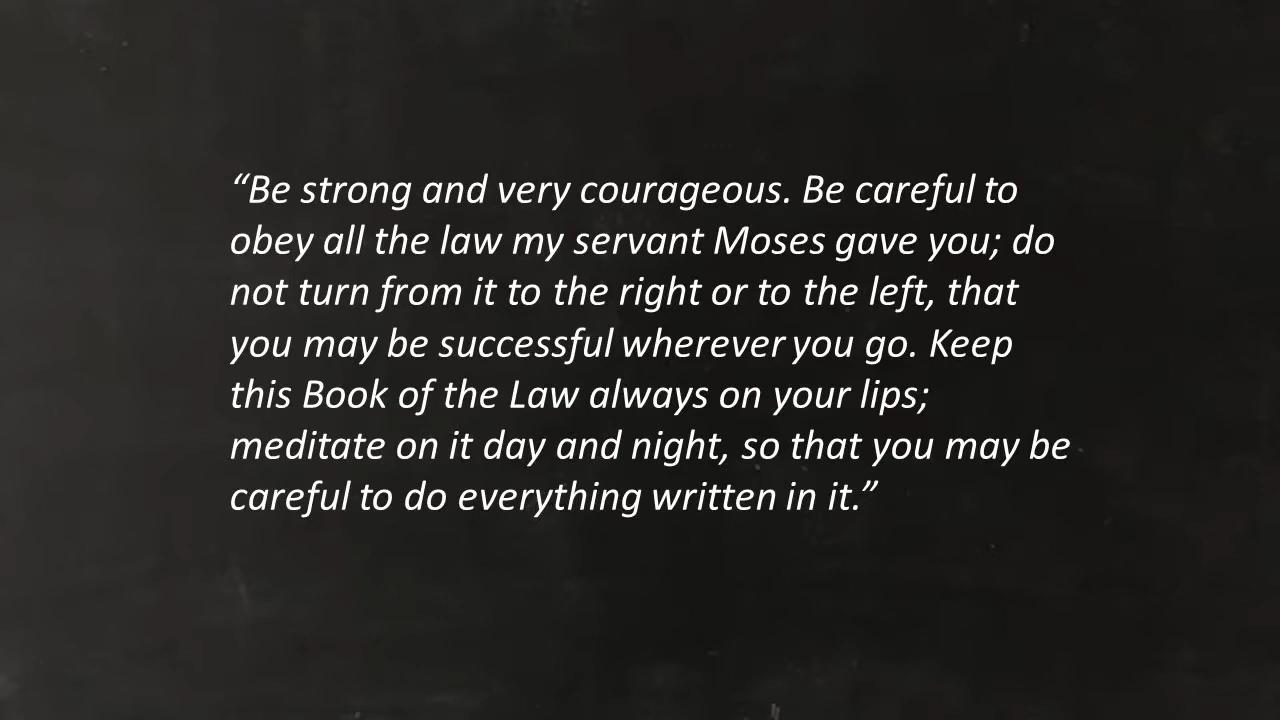 “Be strong and very courageous. Be careful to
obey all the law my servant Moses gave you; do
not turn from it to the right or to the left, that
you may be successful wherever you go. Keep
this Book of the Law always on your lips;
meditate on it day and night, so that you may be
careful to do everything written in it.”